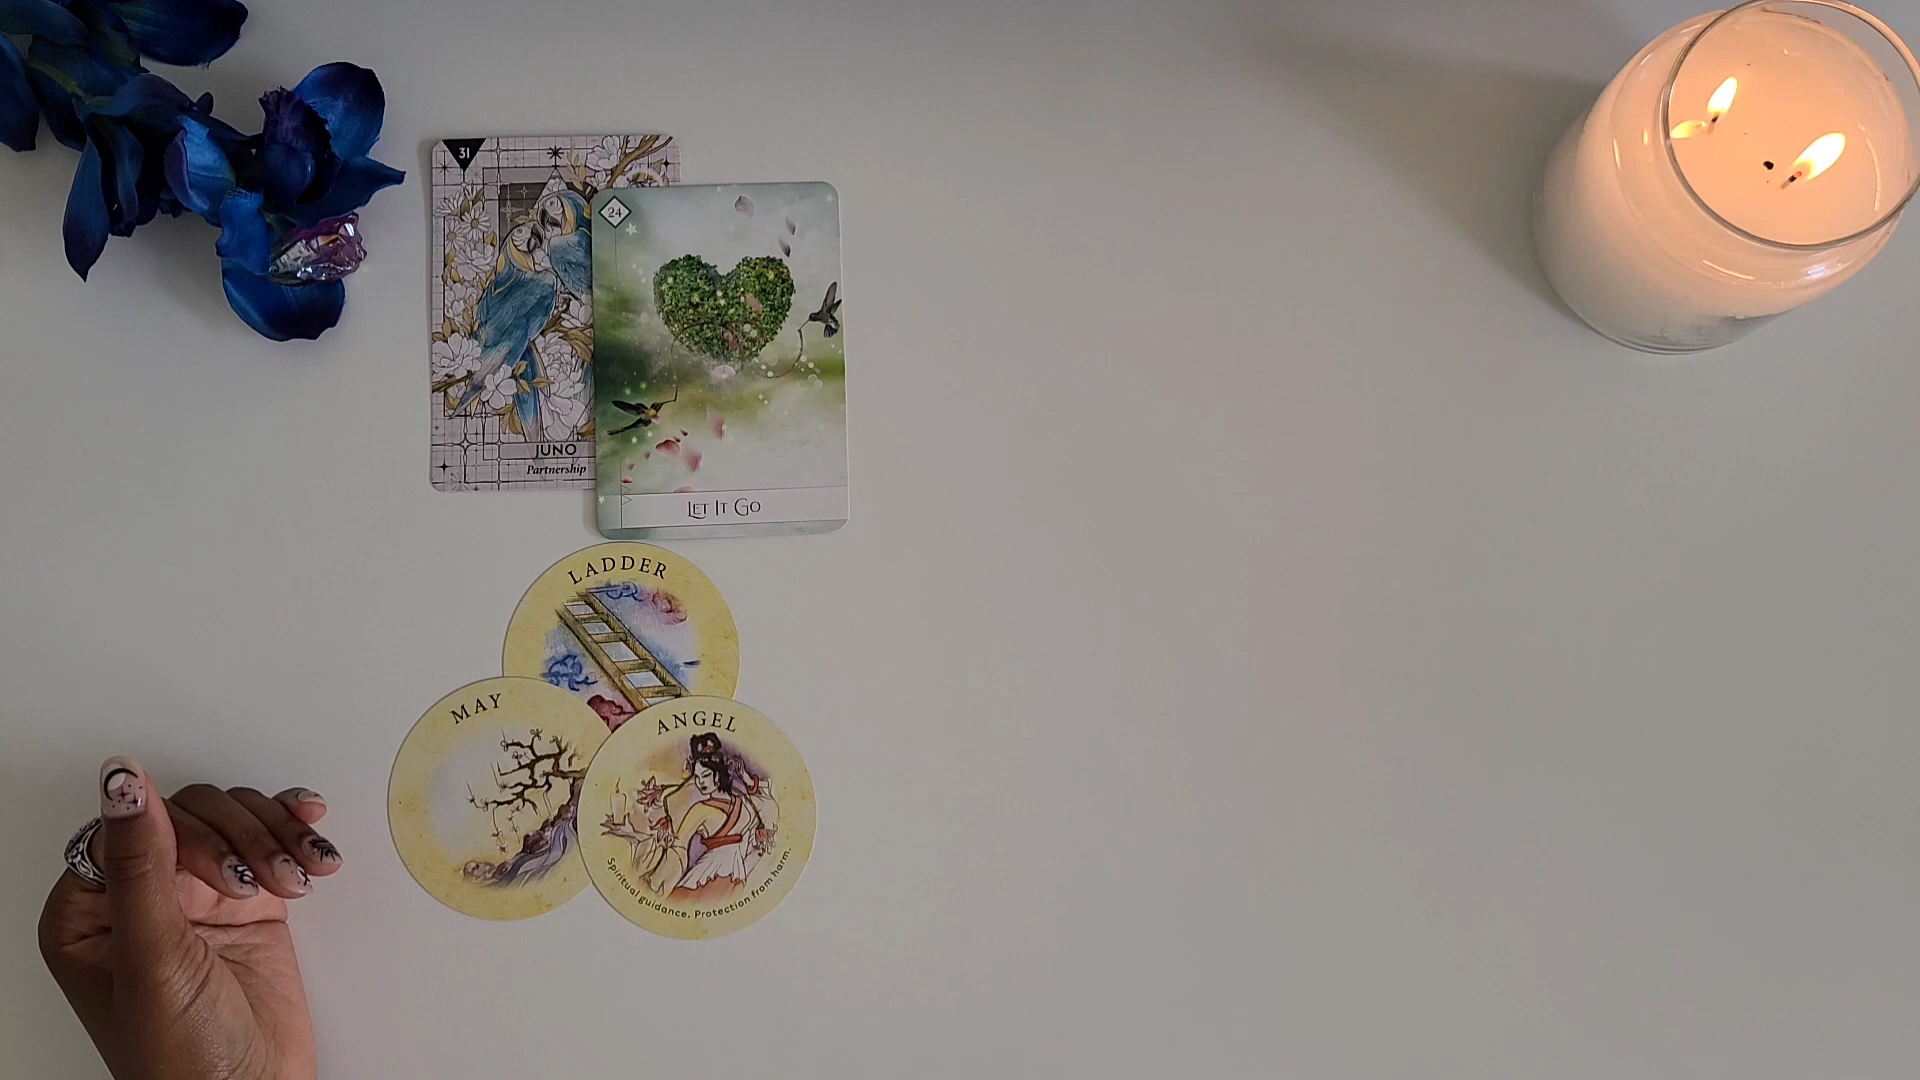 31
JUNO
Partnership
24
LET IT GO
LADDER
MAY
ANGEL
Spiritual guidance. Protection from harm.